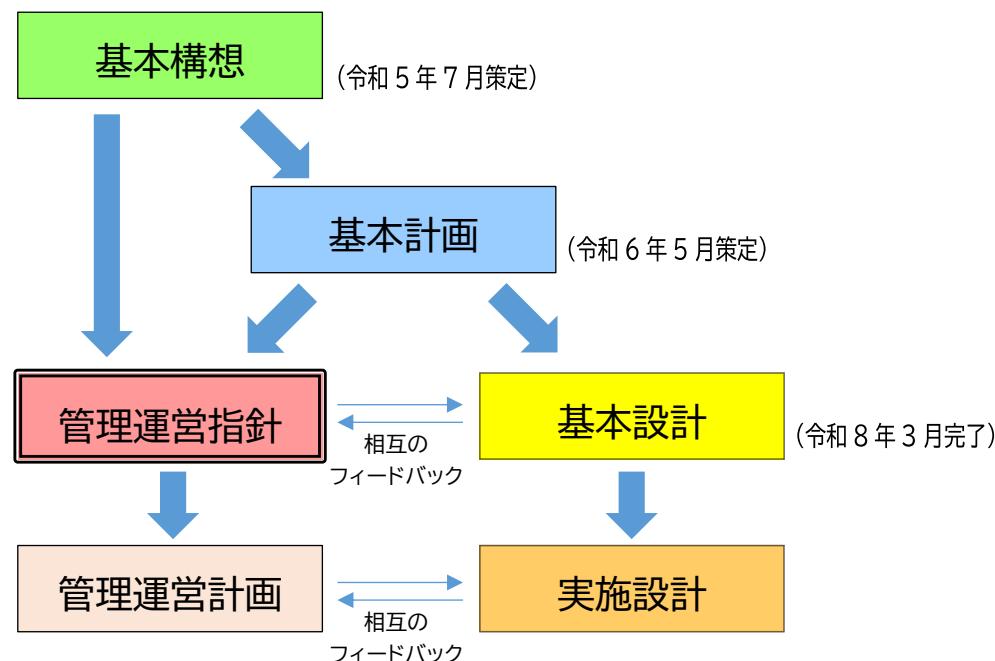 基本構想
（令和５年７月策定）
基本計画
（令和６年５月策定）
管理運営指針
相互の
フィードバック
基本設計
（令和８年３月完了）
管理運営計画
相互の
フィードバック
実施設計